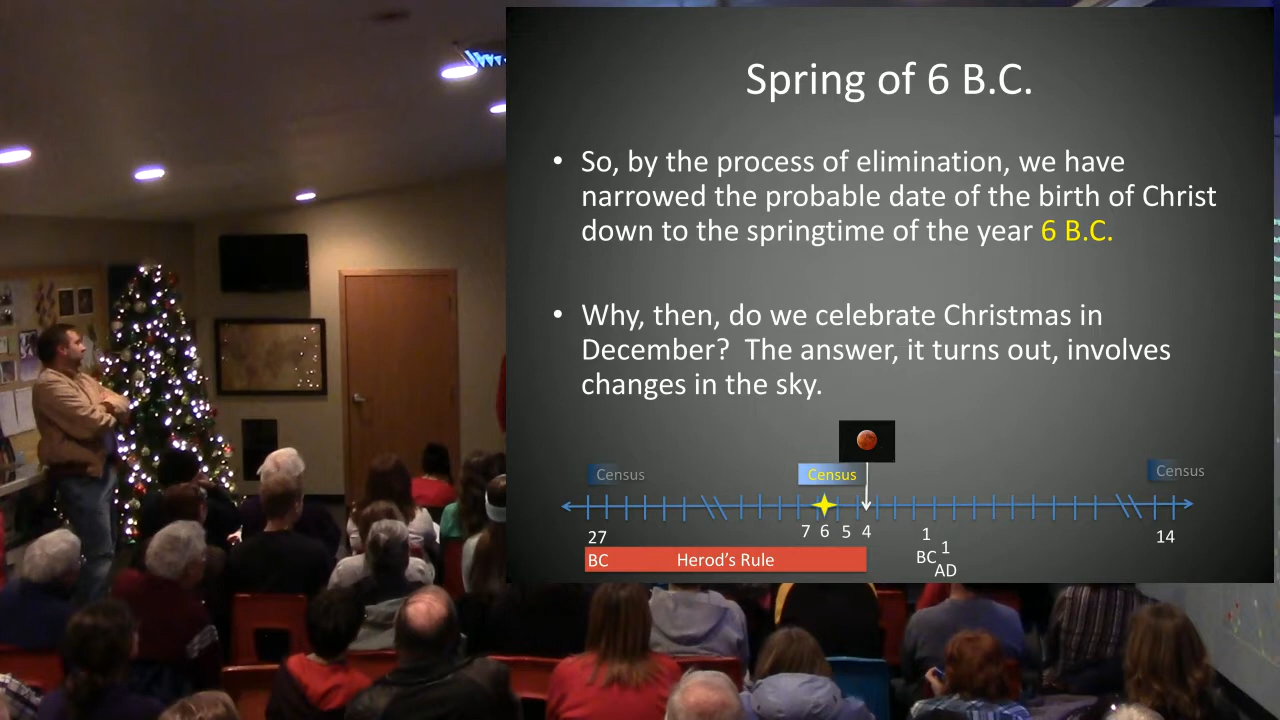 Spring of 6 B.C.
• So, by the process of elimination, we have
narrowed the probable date of the birth of Christ
down to the springtime of the year 6 B.C.
• Why, then, do we celebrate Christmas in
December?  The answer, it turns out, involves
changes in the sky.
Census Census Census
27 7 6 5 4 1 14
BC Herod's Rule BC 1
AD